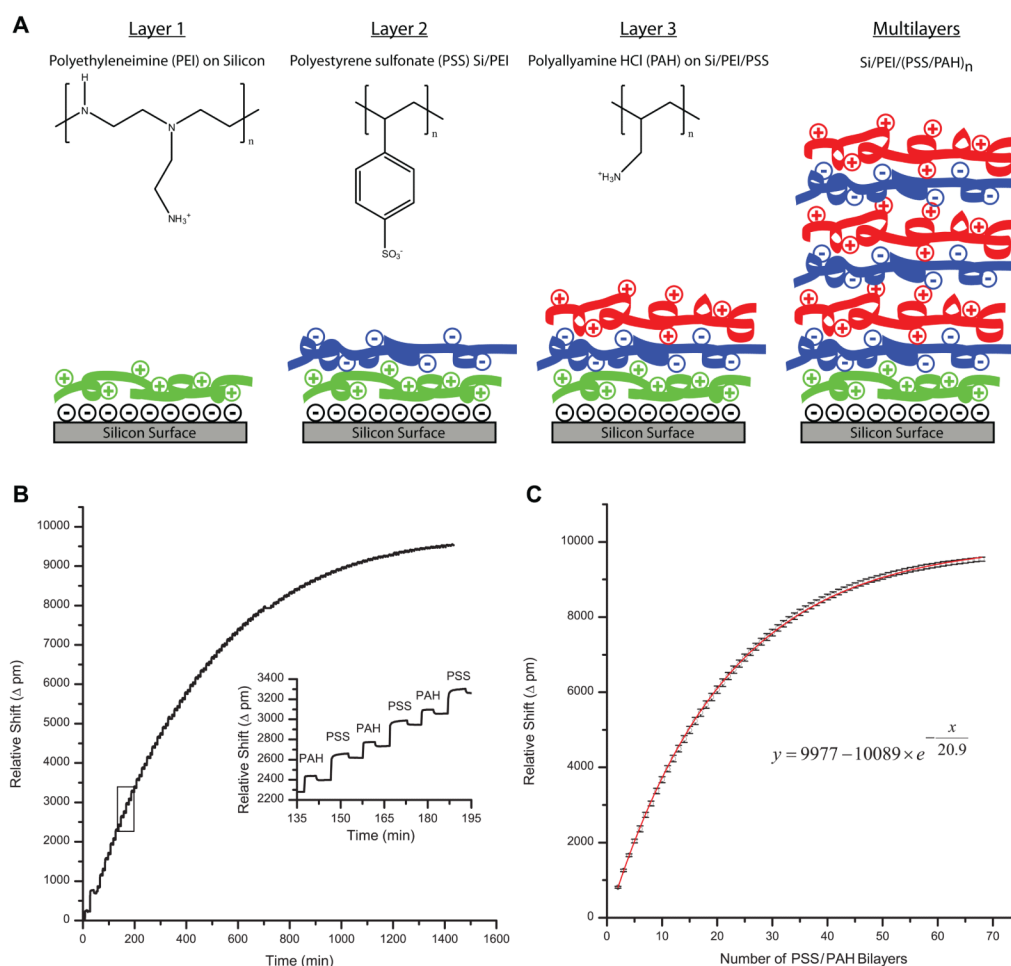 A
Layer 1
Layer 2
Layer 3
Multilayers
Polyethyleneimine (PEI) on Silicon
Polyestyrene sulfonate (PSS) Si/PEI
Polyallyamine HCl (PAH) on Si/PEI/PSS
Si/PEI/(PSS/PAH)n
H
N
N
n
NH₃⁺
n
SO₃⁻
n
⁺H₃N
+ + + + + +
- - - - - - - - -
Silicon Surface
Silicon Surface
Silicon Surface
Silicon Surface
B
Relative Shift (Δ pm)
10000
9000
8000
7000
6000
5000
4000
3000
2000
1000
0
0 200 400 600 800 1000 1200 1400 1600
Time (min)
Relative Shift (Δ pm)
3400
3200
3000
2800
2600
2400
2200
PAH PSS PAH PSS PAH PSS
135 150 165 180 195
Time (min)
C
Relative Shift (Δ pm)
10000
8000
6000
4000
2000
0
y = 9977 – 10089 × e^(–x/20.9)
0 10 20 30 40 50 60 70
Number of PSS/PAH Bilayers